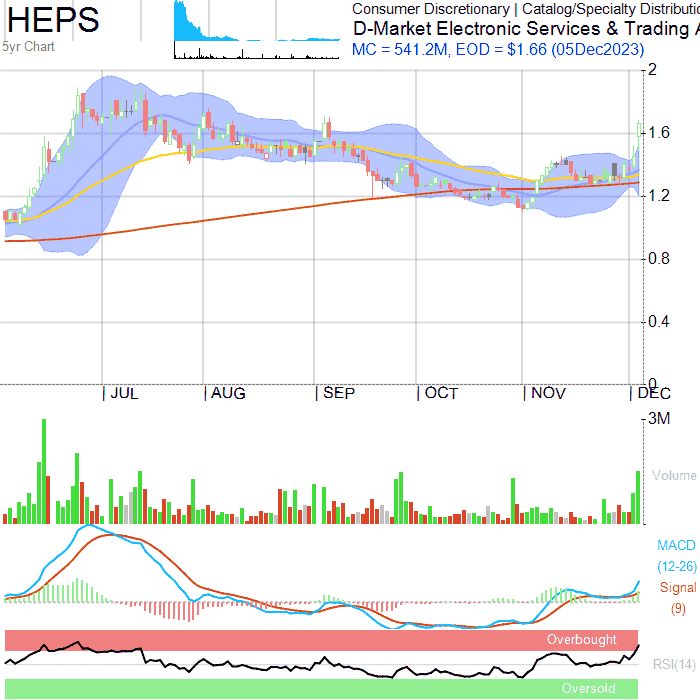 HEPS
5yr Chart
Consumer Discretionary | Catalog/Specialty Distributio
D-Market Electronic Services & Trading A
MC = 541.2M, EOD = $1.66 (05Dec2023)
2
1.6
1.2
0.8
0.4
0
JUL AUG SEP OCT NOV DEC
3M
Volume
MACD
(12-26)
Signal
(9)
Overbought
RSI(14)
Oversold